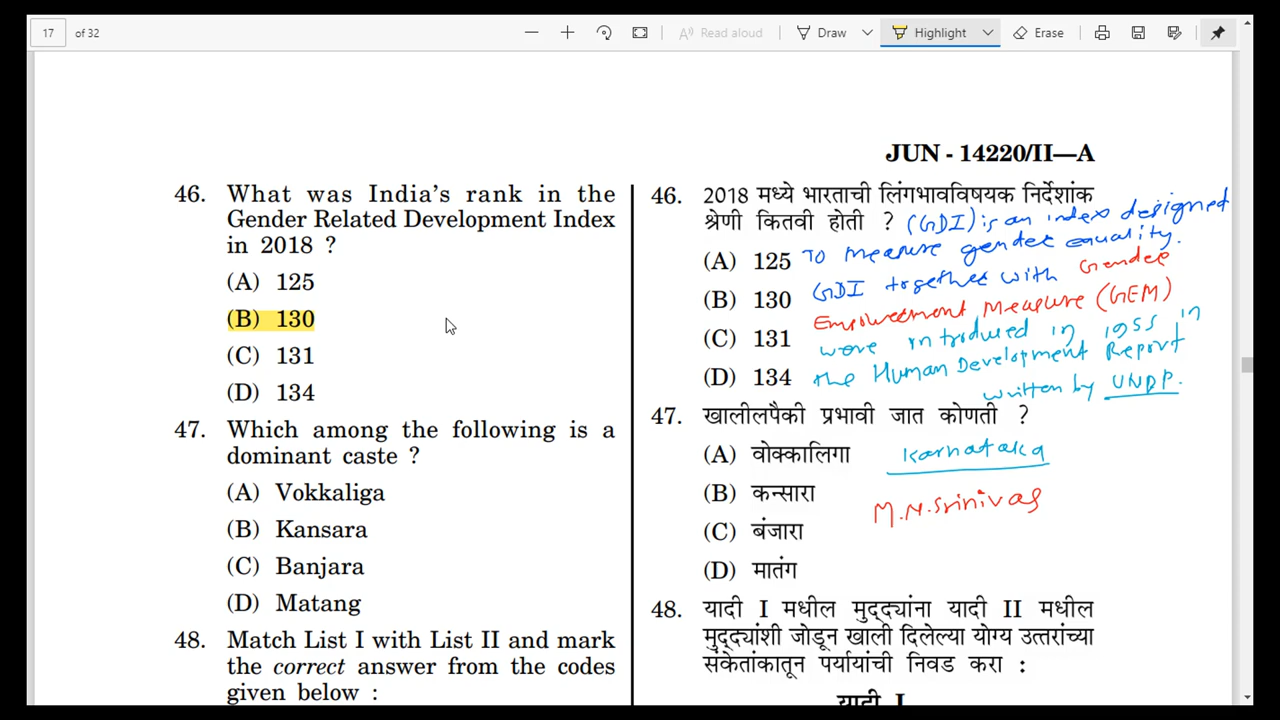 17 of 32
Read aloud
Draw
Highlight
Erase
JUN - 14220/II—A
46. What was India's rank in the
Gender Related Development Index
in 2018 ?
(A) 125
(B) 130
(C) 131
(D) 134
47. Which among the following is a
dominant caste ?
(A) Vokkaliga
(B) Kansara
(C) Banjara
(D) Matang
48. Match List I with List II and mark
the correct answer from the codes
given below :
46. 2018 मध्ये भारताची लिंगभावविषयक निर्देशांक
श्रेणी कितवी होती ? (GDI) is an index designed
(A) 125 To measure gender equality.
GDI together with Gender
(B) 130 Empowerment Measure (GEM)
(C) 131 were introduced in 1955 in
(D) 134 the Human Development Report
written by UNDP.
47. खालीलपैकी प्रभावी जात कोणती ?
(A) वोक्कालिगा Karnataka
(B) कन्सारा M.N.Srinivas
(C) बंजारा
(D) मातंग
48. यादी I मधील मुद्द्यांना यादी II मधील
मुद्द्यांशी जोडून खाली दिलेल्या योग्य उत्तरांच्या
संकेतांकातून पर्यायांची निवड करा :
यादी I